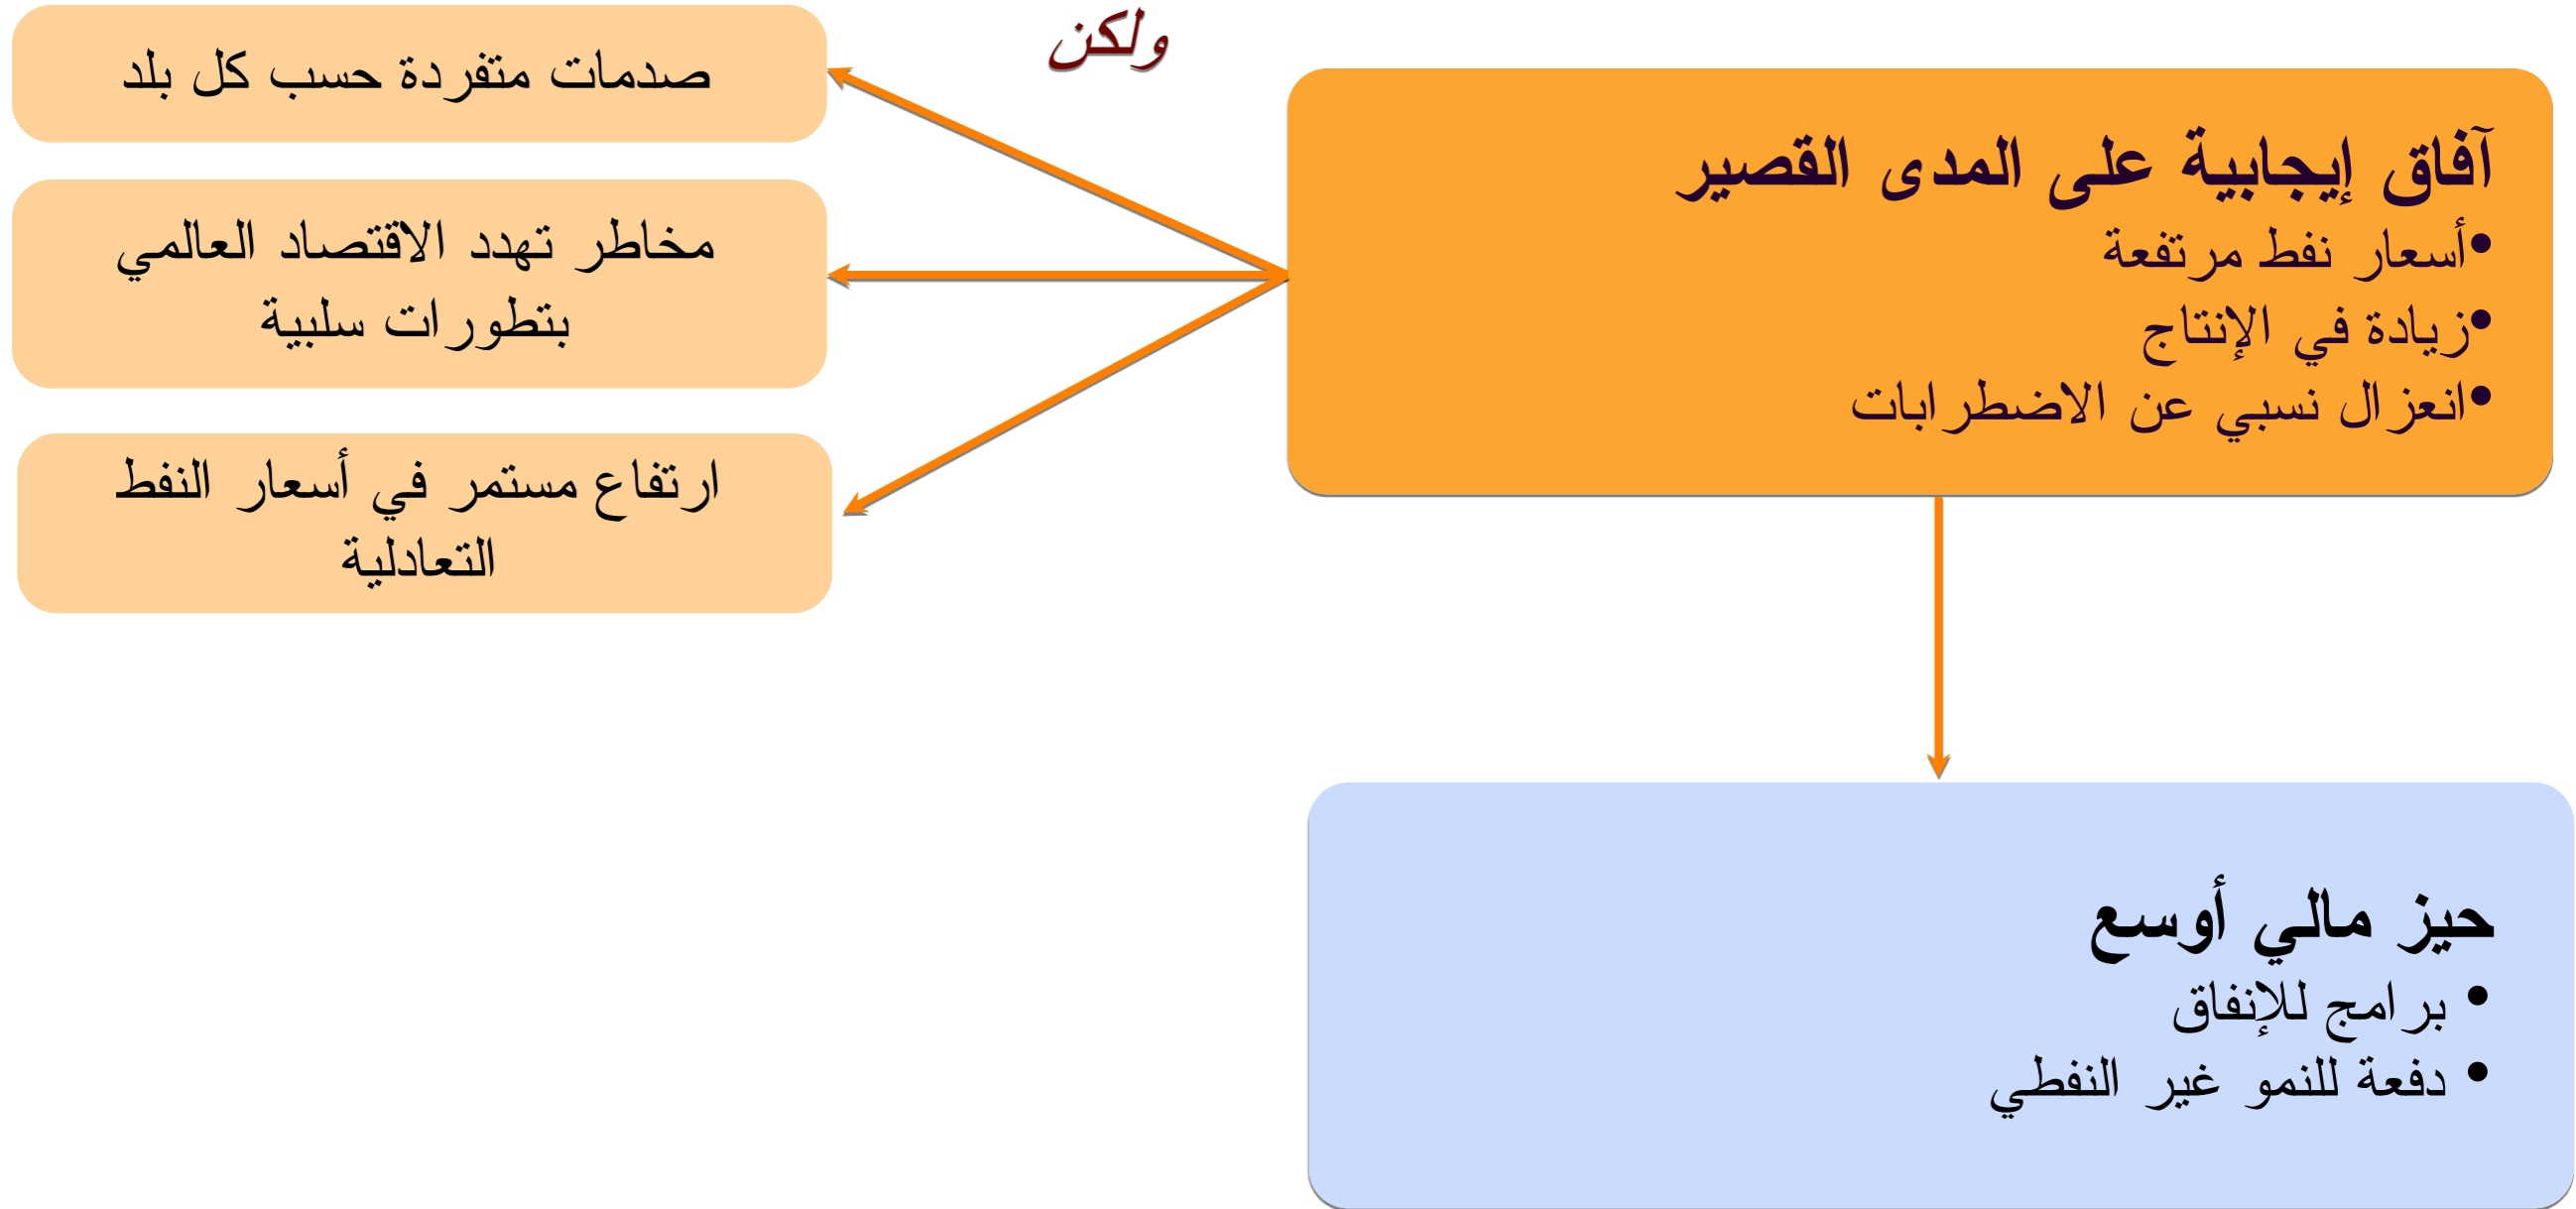 آفاق إيجابية على المدى القصير
•أسعار نفط مرتفعة
•زيادة في الإنتاج
•انعزال نسبي عن الاضطرابات
ولكن
صدمات متفردة حسب كل بلد
مخاطر تهدد الاقتصاد العالمي
بتطورات سلبية
ارتفاع مستمر في أسعار النفط
التعادلية
حيز مالي أوسع
• برامج للإنفاق
• دفعة للنمو غير النفطي